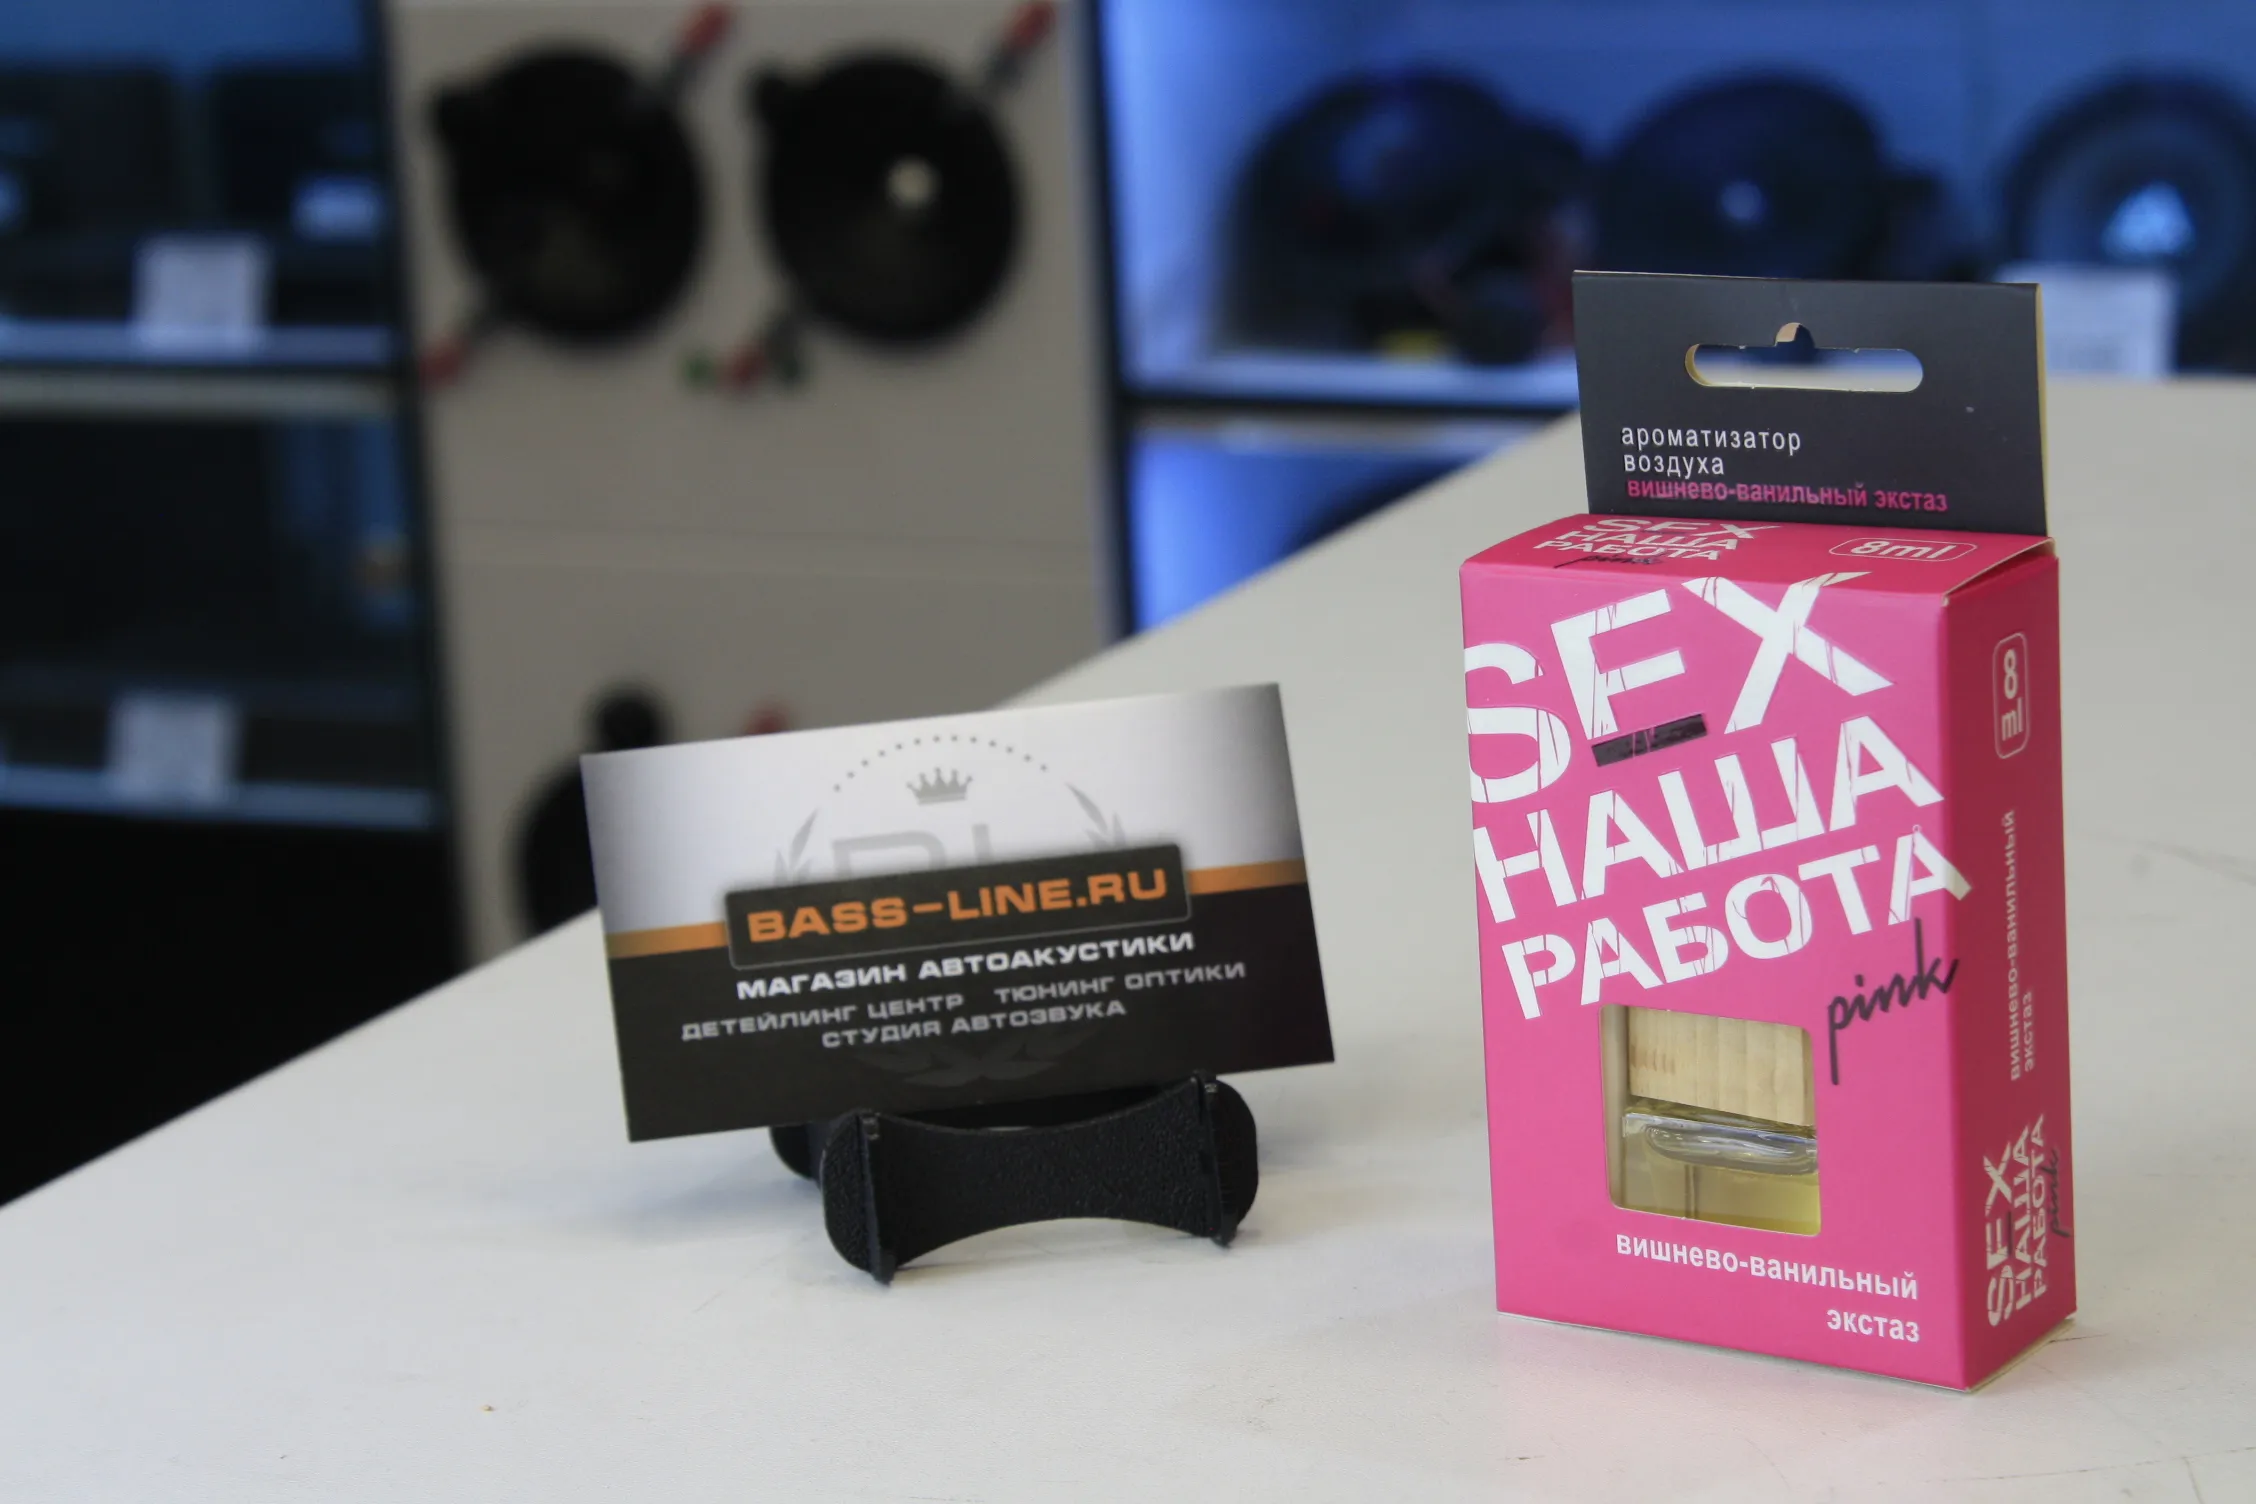 BASS-LINE.RU
МАГАЗИН АВТОАКУСТИКИ
ДЕТЕЙЛИНГ ЦЕНТР ТЮНИНГ ОПТИКИ
СТУДИЯ АВТОЗВУКА
ароматизатор
воздуха
вишнево-ванильный экстаз
SEX
НАША
РАБОТА
pink
8ml
SEX
НАША
РАБОТА
pink
вишнево-ванильный
экстаз
8 ml
вишнево-ванильный
экстаз
SEX
НАША
РАБОТА
pink